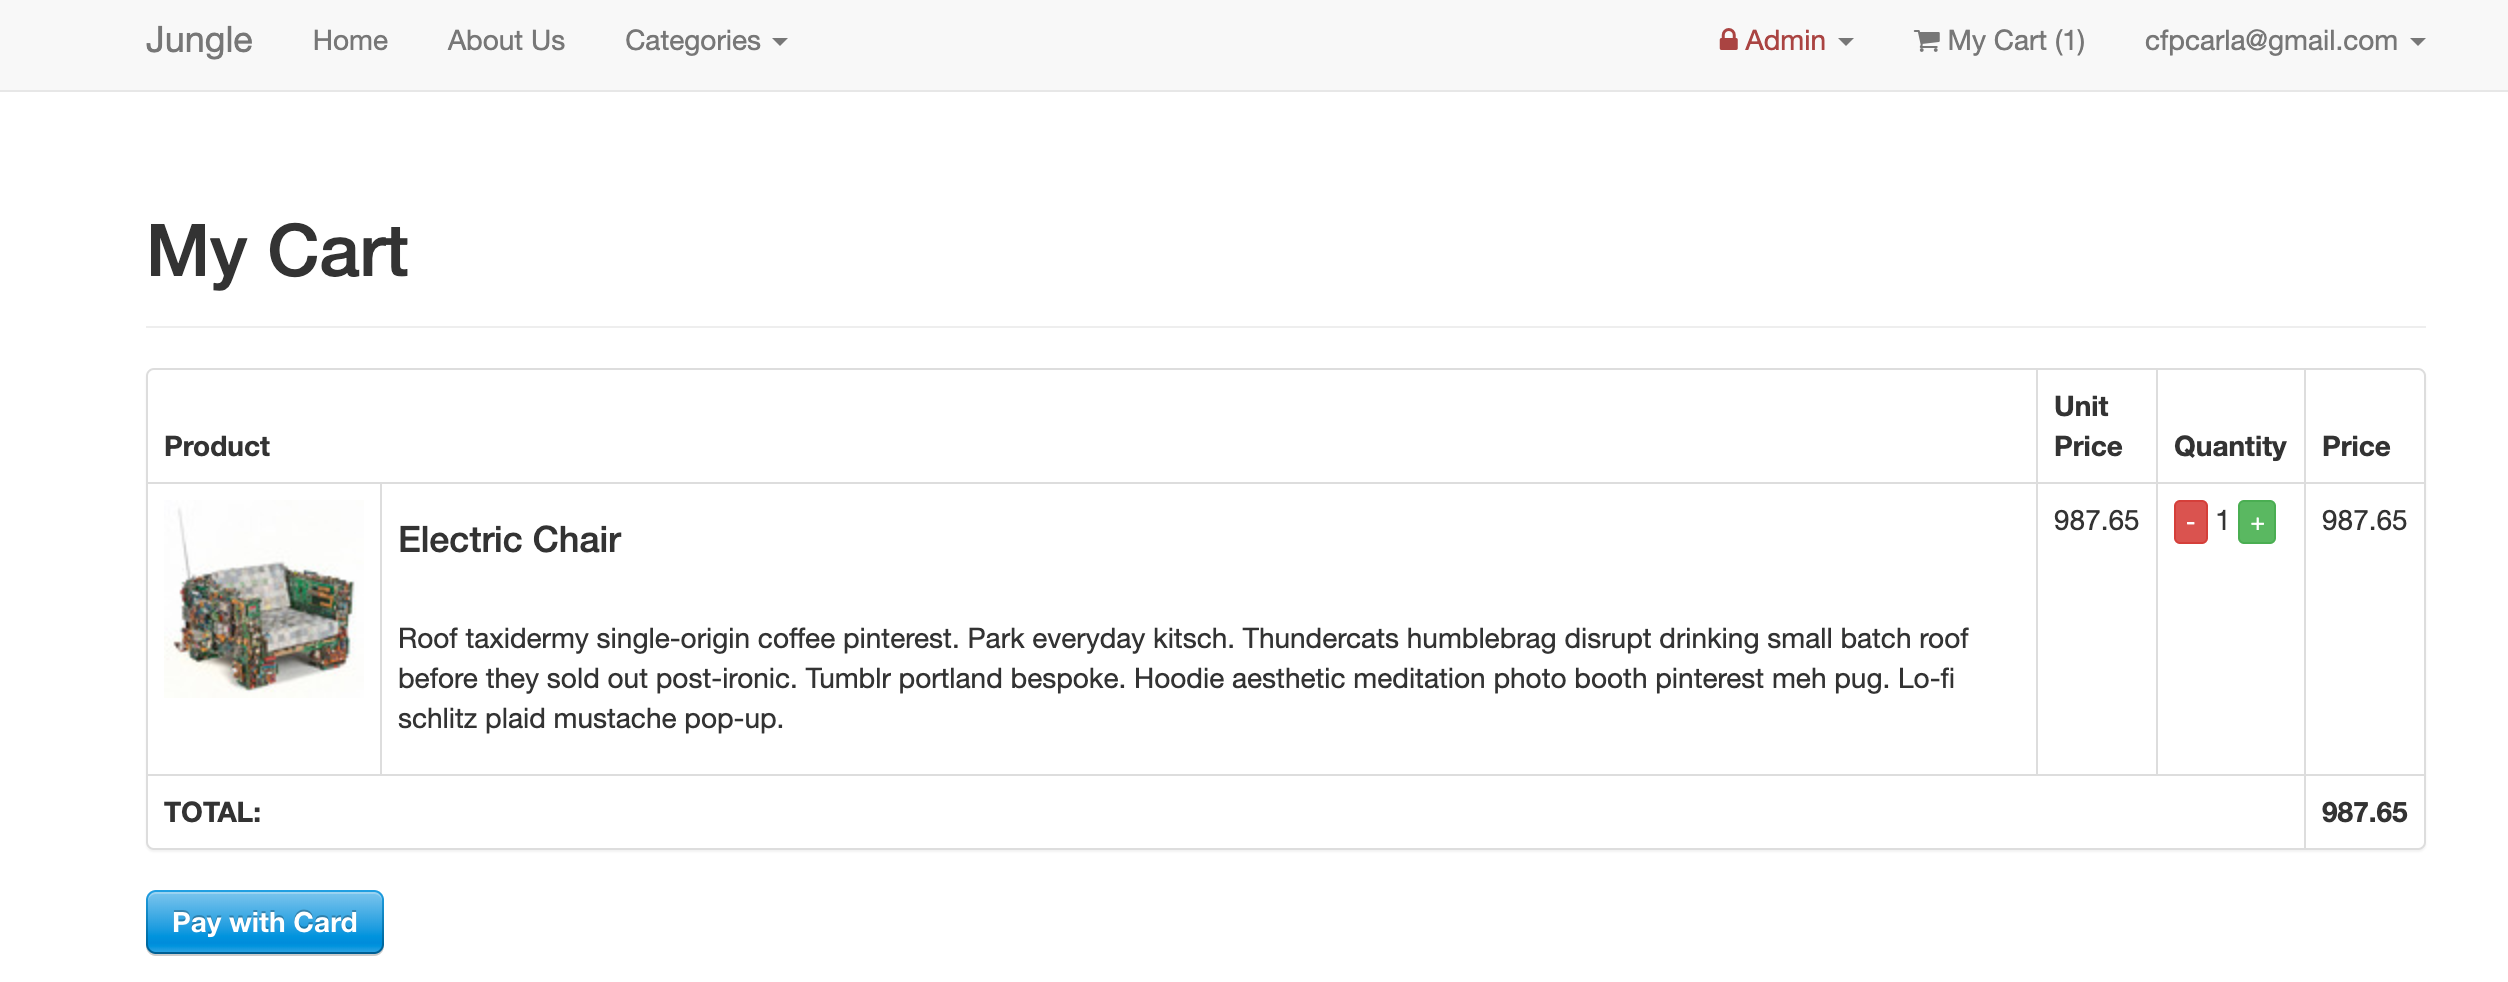 Jungle Home About Us Categories Admin My Cart (1) cfpcarla@gmail.com
My Cart
Product Unit Price Quantity Price
Electric Chair 987.65 - 1 + 987.65
Roof taxidermy single-origin coffee pinterest. Park everyday kitsch. Thundercats humblebrag disrupt drinking small batch roof
before they sold out post-ironic. Tumblr portland bespoke. Hoodie aesthetic meditation photo booth pinterest meh pug. Lo-fi
schlitz plaid mustache pop-up.
TOTAL: 987.65
Pay with Card